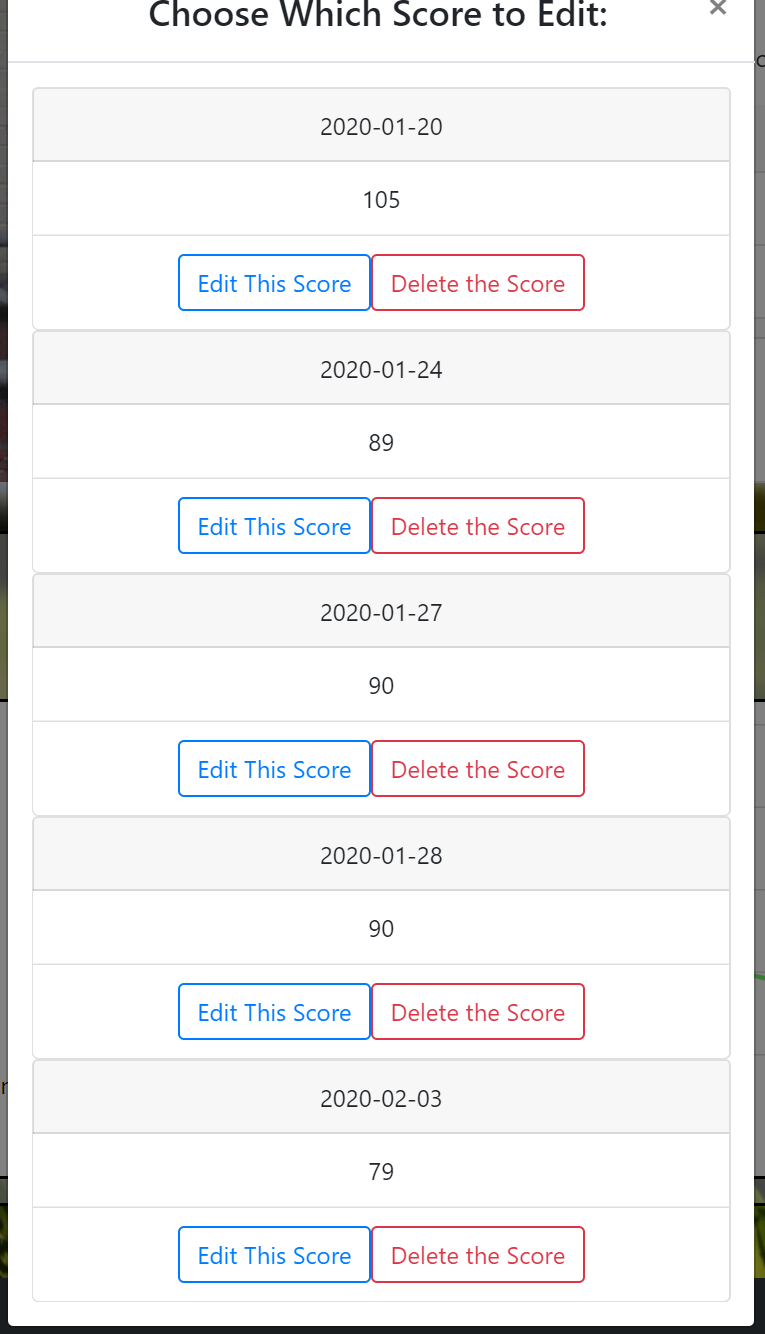 Choose Which Score to Edit:
×
2020-01-20
105
Edit This Score Delete the Score
2020-01-24
89
Edit This Score Delete the Score
2020-01-27
90
Edit This Score Delete the Score
2020-01-28
90
Edit This Score Delete the Score
2020-02-03
79
Edit This Score Delete the Score